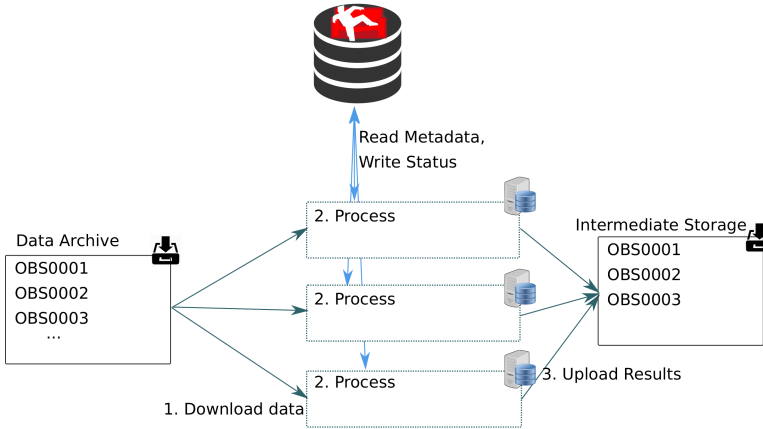 Read Metadata,
Write Status
2. Process
Data Archive
OBS0001
OBS0002
OBS0003
...
2. Process
2. Process
1. Download data
Intermediate Storage
OBS0001
OBS0002
OBS0003
3. Upload Results